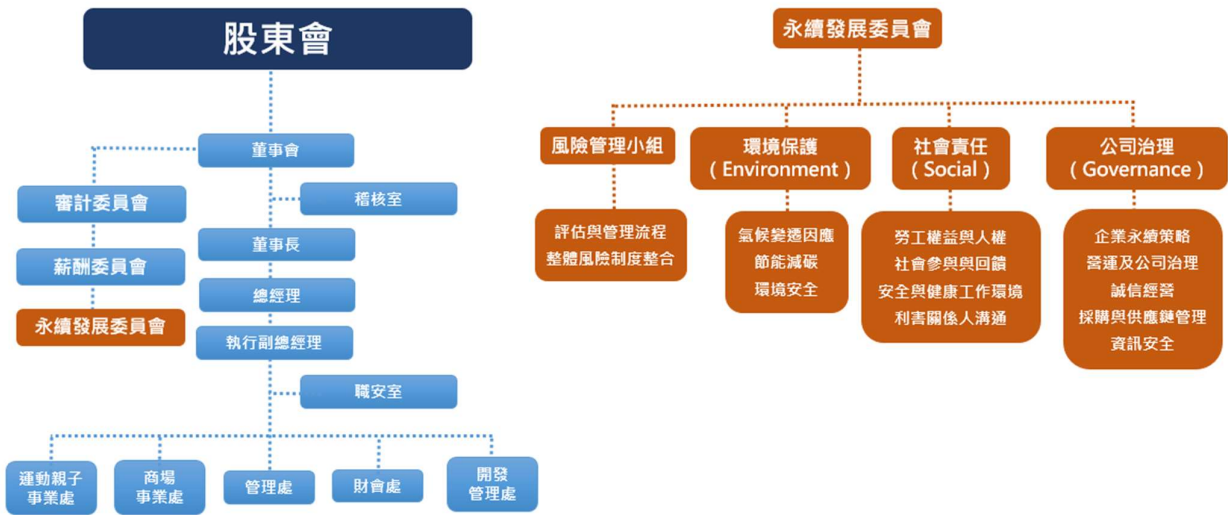 股東會
董事會
稽核室
審計委員會
薪酬委員會
永續發展委員會
董事長
總經理
執行副總經理
職安室
運動親子
事業處
商場
事業處
管理處
財會處
開發
管理處
永續發展委員會
風險管理小組
評估與管理流程
整體風險制度整合
環境保護
（Environment）
氣候變遷因應
節能減碳
環境安全
社會責任
（Social）
勞工權益與人權
社會參與與回饋
安全與健康工作環境
利害關係人溝通
公司治理
（Governance）
企業永續策略
營運及公司治理
誠信經營
採購與供應鏈管理
資訊安全